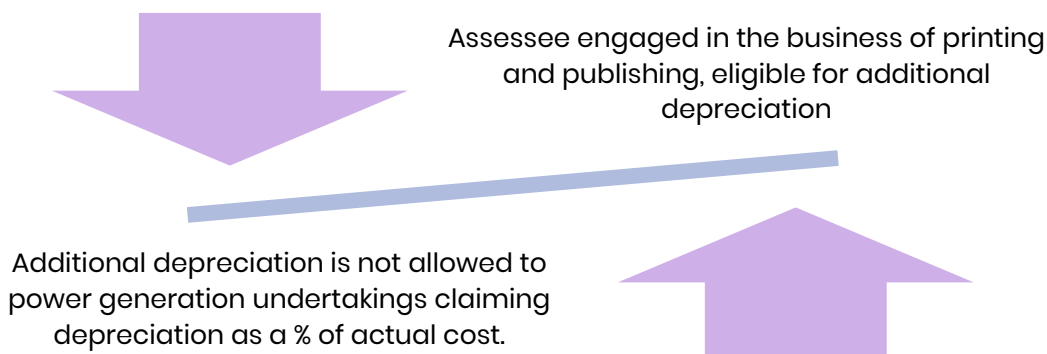 Assessee engaged in the business of printing
and publishing, eligible for additional
depreciation
Additional depreciation is not allowed to
power generation undertakings claiming
depreciation as a % of actual cost.